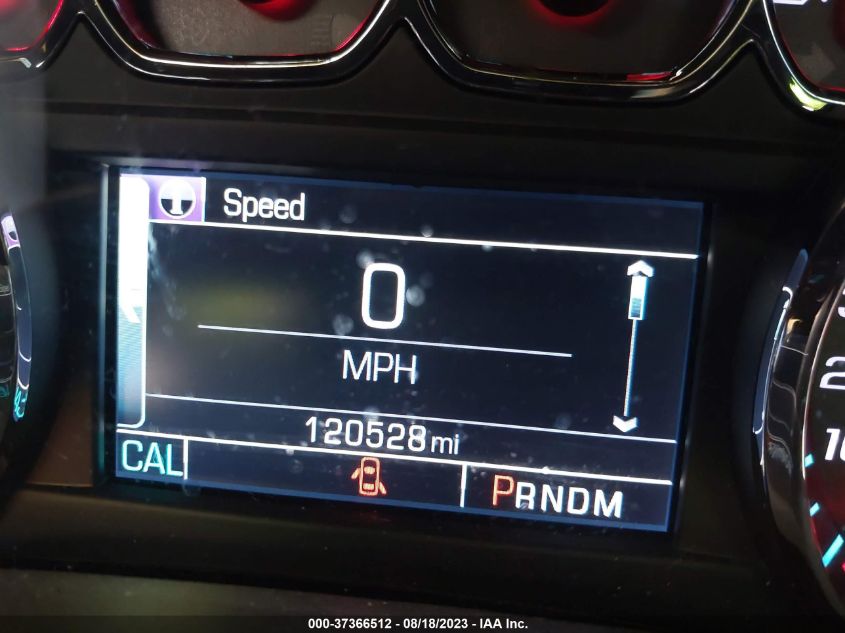 Speed
0
MPH
120528 mi
CAL
PRNDM
000-37366512 - 08/18/2023 - IAA Inc.